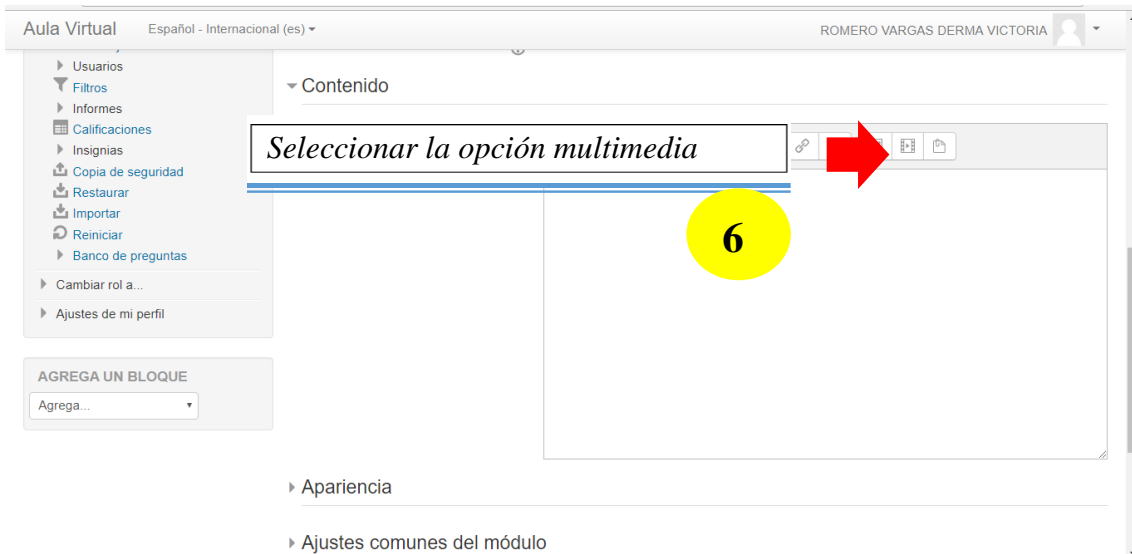 Aula Virtual Español - Internacional (es) ROMERO VARGAS DERMA VICTORIA
Usuarios
Filtros
Informes
Calificaciones
Insignias
Copia de seguridad
Restaurar
Importar
Reiniciar
Banco de preguntas
Cambiar rol a...
Ajustes de mi perfil
AGREGA UN BLOQUE
Agrega...
Contenido
Seleccionar la opción multimedia
6
Apariencia
Ajustes comunes del módulo